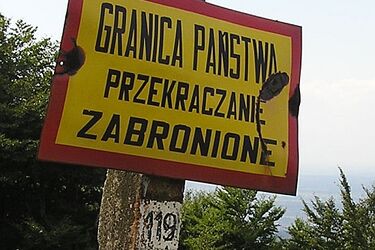 GRANICA PAŃSTWA
PRZEKRACZANIE
ZABRONIONE
119